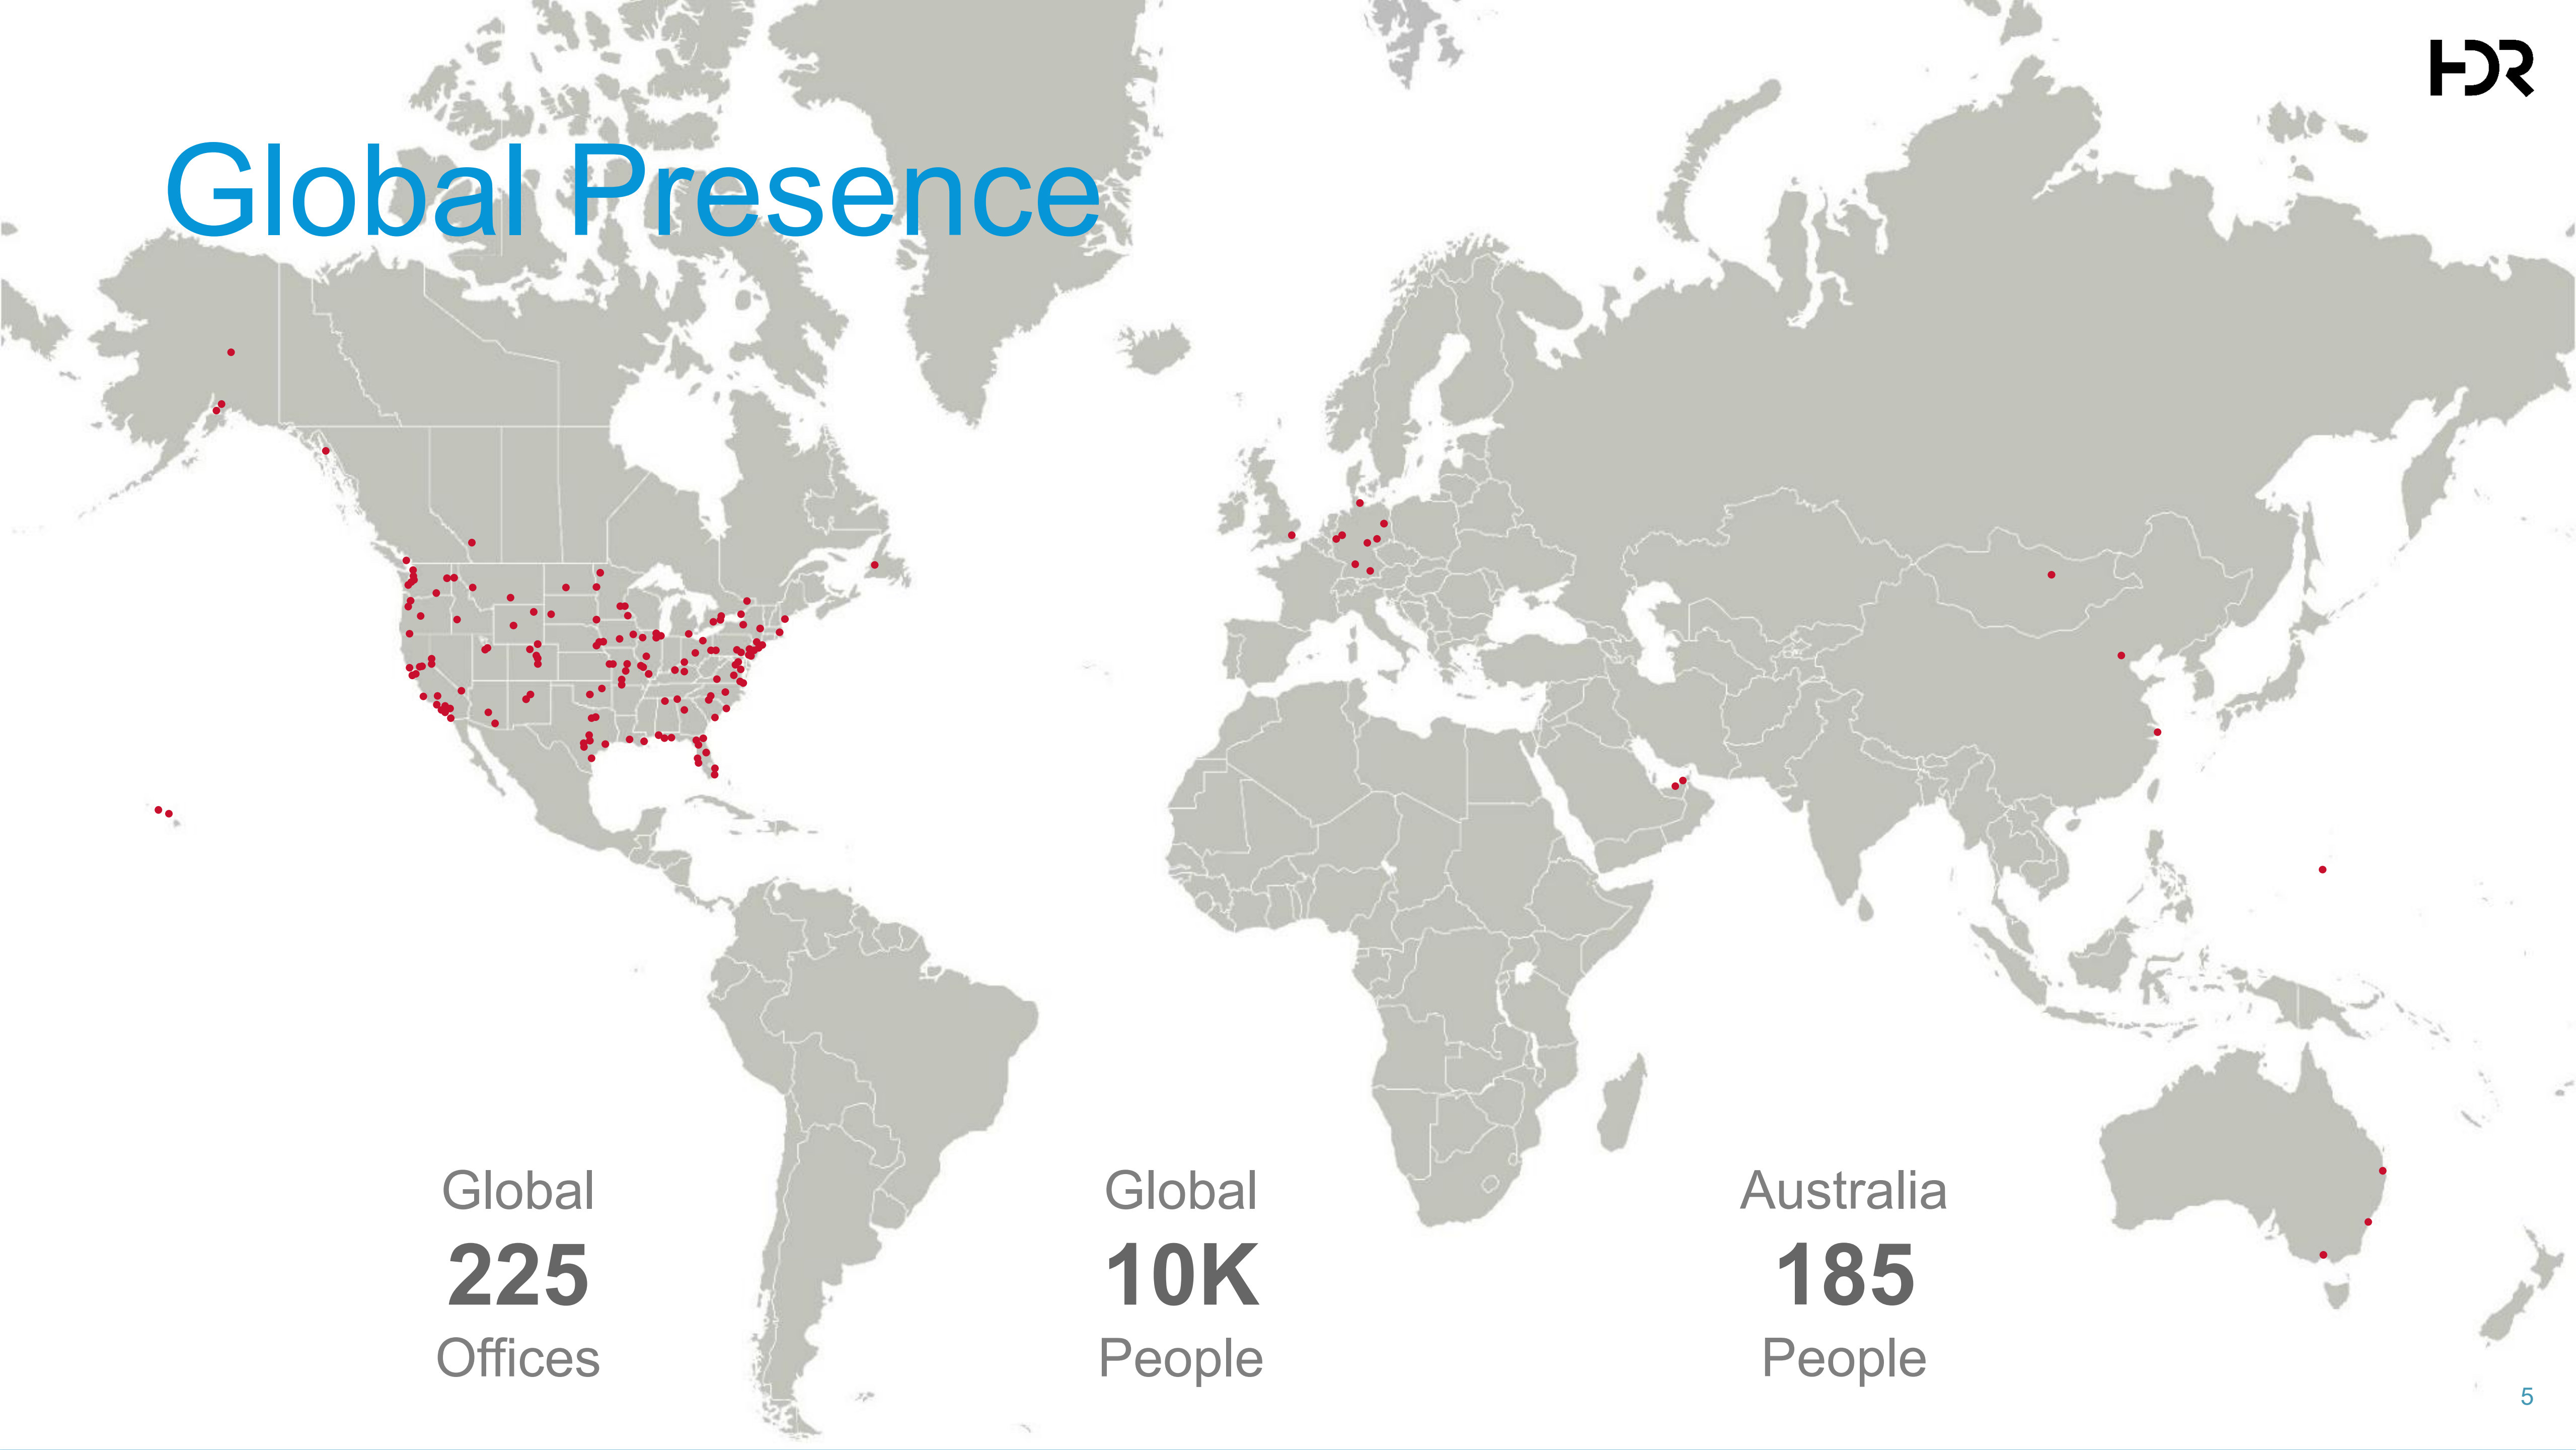 HDR
Global Presence
Global
225
Offices
Global
10K
People
Australia
185
People
5